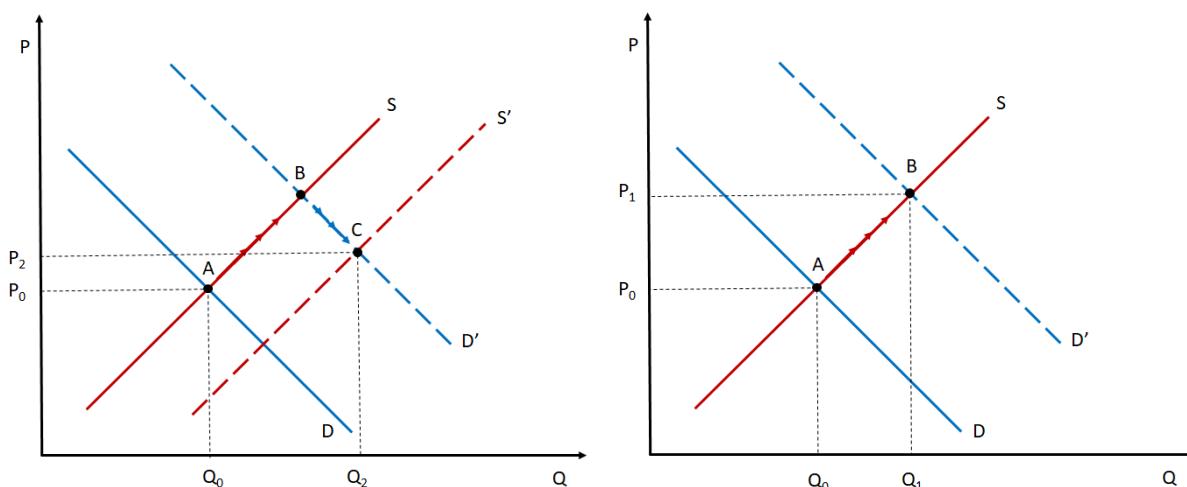 P
S
S’
B
C
P₂
A
P₀
D’
D
Q₀
Q₂
Q
P
S
B
P₁
A
P₀
D’
D
Q₀
Q₁
Q